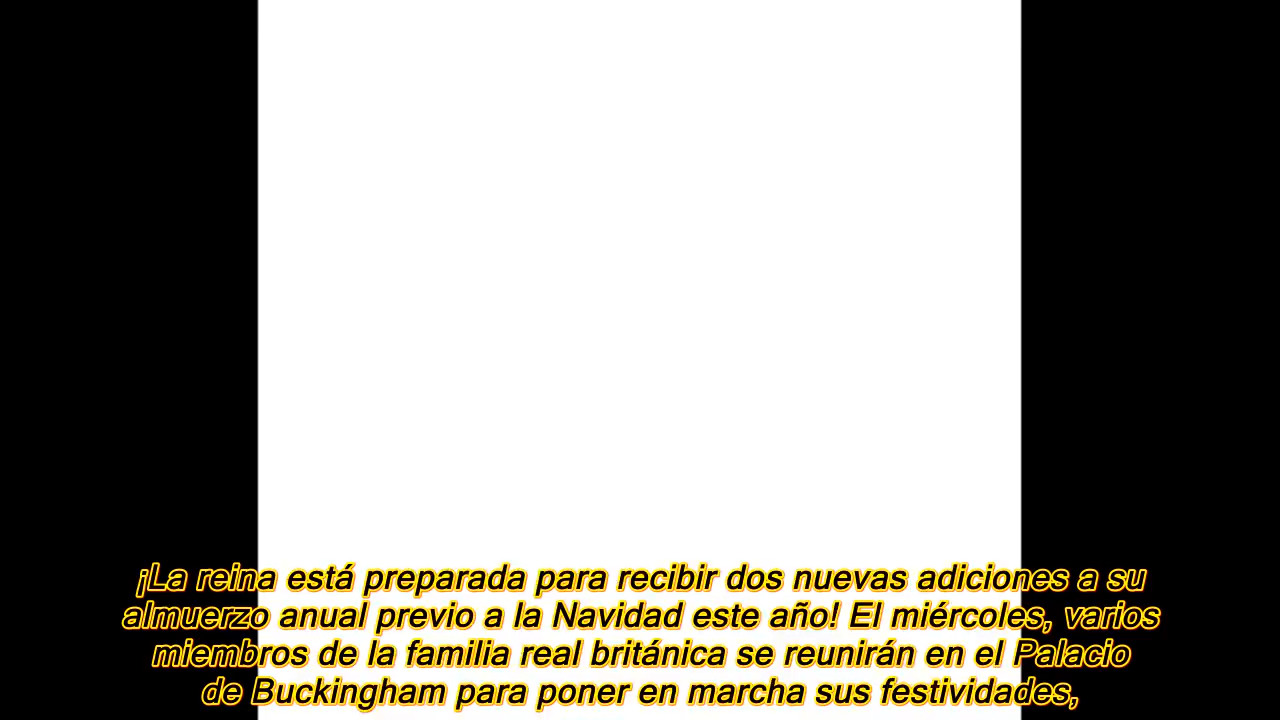 ¡La reina está preparada para recibir dos nuevas adiciones a su
almuerzo anual previo a la Navidad este año! El miércoles, varios
miembros de la familia real británica se reunirán en el Palacio
de Buckingham para poner en marcha sus festividades,